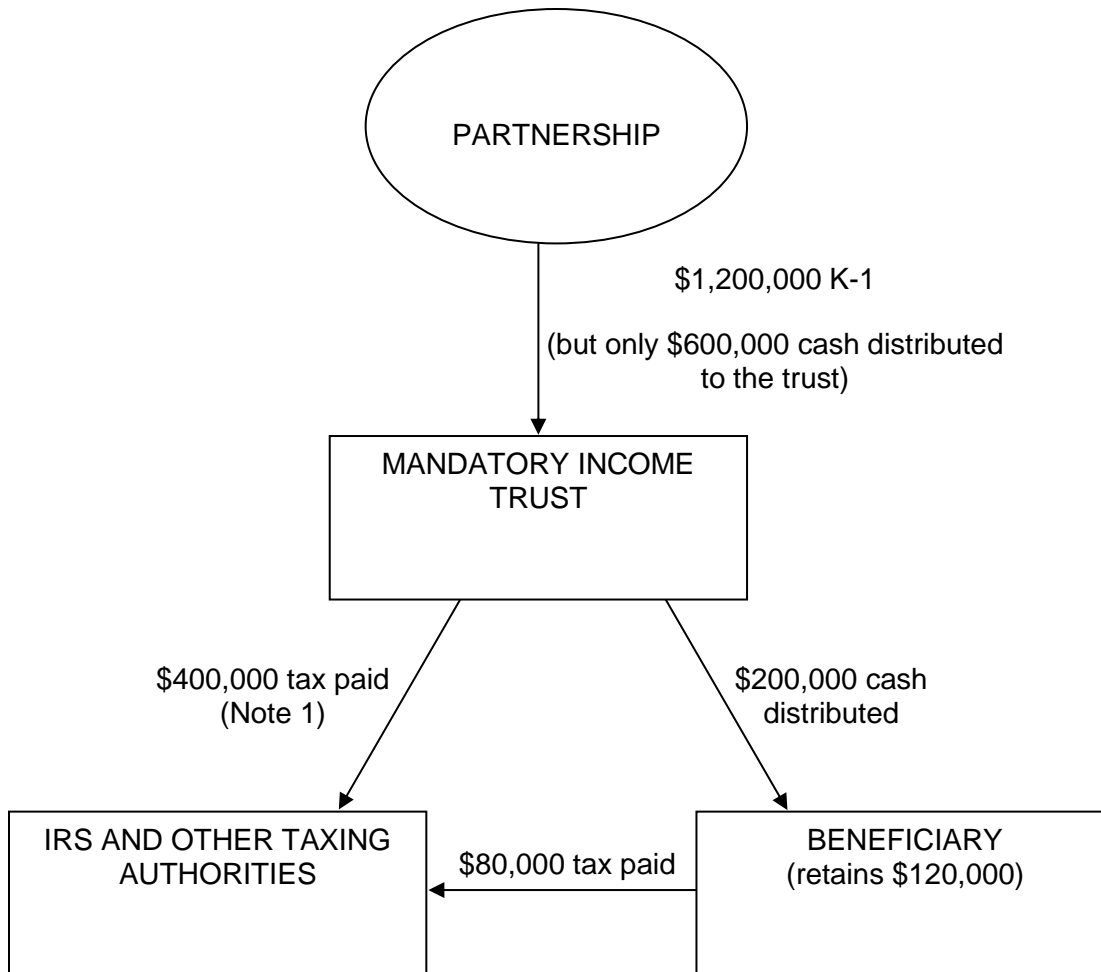 PARTNERSHIP
$1,200,000 K-1
(but only $600,000 cash distributed
to the trust)
MANDATORY INCOME
TRUST
$400,000 tax paid
(Note 1)
$200,000 cash
distributed
IRS AND OTHER TAXING
AUTHORITIES
$80,000 tax paid
BENEFICIARY
(retains $120,000)